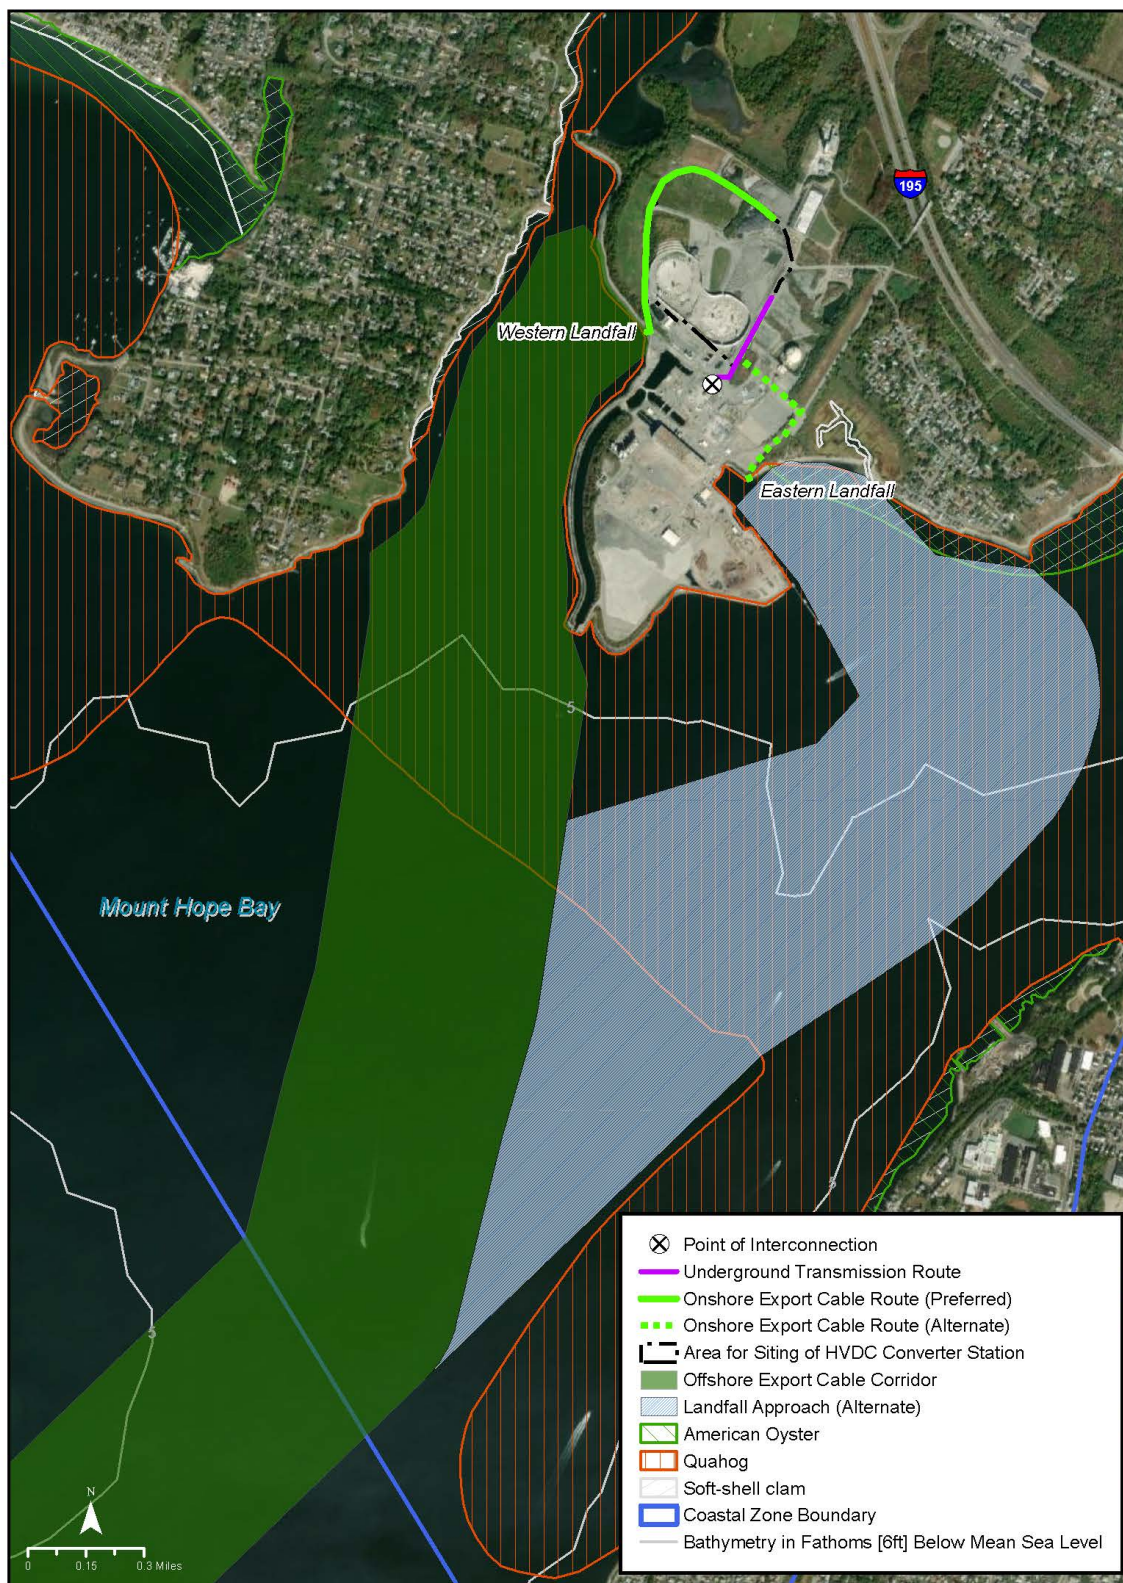 195
Western Landfall
Eastern Landfall
5
Mount Hope Bay
5
5
Point of Interconnection
Underground Transmission Route
Onshore Export Cable Route (Preferred)
Onshore Export Cable Route (Alternate)
Area for Siting of HVDC Converter Station
Offshore Export Cable Corridor
Landfall Approach (Alternate)
American Oyster
Quahog
Soft-shell clam
Coastal Zone Boundary
Bathymetry in Fathoms [6ft] Below Mean Sea Level
N
0 0.15 0.3 Miles